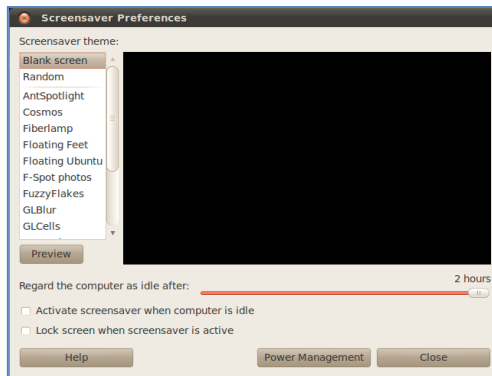 Screensaver Preferences
Screensaver theme:
Blank screen
Random
AntSpotlight
Cosmos
Fiberlamp
Floating Feet
Floating Ubuntu
F-Spot photos
FuzzyFlakes
GLBlur
GLCells
Preview
Regard the computer as idle after:
2 hours
Activate screensaver when computer is idle
Lock screen when screensaver is active
Help
Power Management
Close